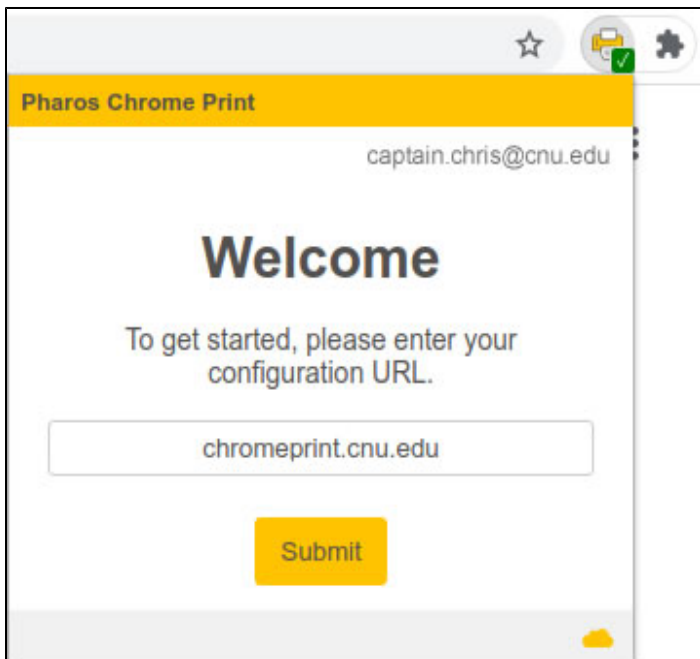 Pharos Chrome Print
captain.chris@cnu.edu
Welcome
To get started, please enter your
configuration URL.
chromeprint.cnu.edu
Submit